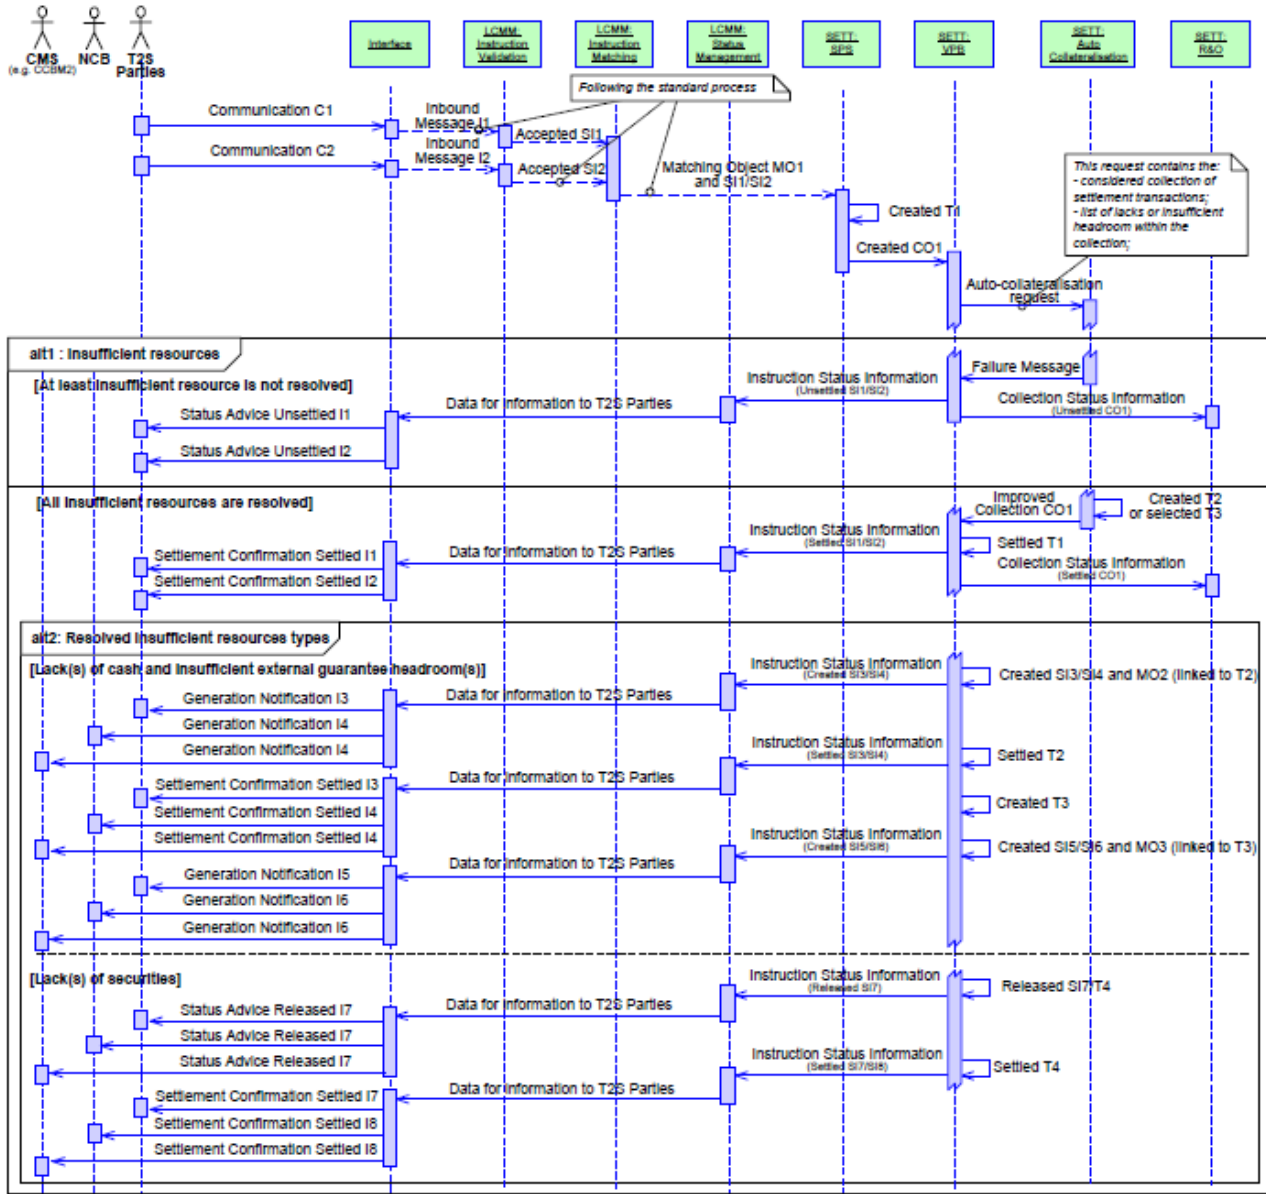 CMS
(e.g. CCBM2)
NCB
T2S
Parties
Interface
LCMM:
Instruction
Validation
LCMM:
Instruction
Matching
LCMM:
Status
Management
SETT:
SPS
SETT:
VPB
SETT:
Auto
Collateralisation
SETT:
R&O
Following the standard process
Communication C1
Inbound
Message I1
Accepted SI1
Communication C2
Inbound
Message I2
Accepted SI2
Matching Object MO1
and SI1/SI2
This request contains the:
- considered collection of
settlement transactions;
- list of lacks or insufficient
headroom within the
collection;
Created T1
Created CO1
Auto-collateralisation
request
alt1 : Insufficient resources
[At least insufficient resource is not resolved]
Failure Message
Instruction Status Information
(Unsettled SI1/SI2)
Collection Status Information
(Unsettled CO1)
Data for information to T2S Parties
Status Advice Unsettled I1
Status Advice Unsettled I2
[All insufficient resources are resolved]
Improved
Collection CO1
Created T2
or selected T3
Instruction Status Information
(Settled SI1/SI2)
Settled T1
Data for information to T2S Parties
Settlement Confirmation Settled I1
Collection Status Information
(Settled CO1)
Settlement Confirmation Settled I2
alt2: Resolved insufficient resources types
[Lack(s) of cash and insufficient external guarantee headroom(s)]
Instruction Status Information
(Created SI3/SI4)
Created SI3/SI4 and MO2 (linked to T2)
Data for information to T2S Parties
Generation Notification I3
Generation Notification I4
Generation Notification I4
Instruction Status Information
(Settled SI3/SI4)
Settled T2
Data for information to T2S Parties
Settlement Confirmation Settled I3
Created T3
Settlement Confirmation Settled I4
Settlement Confirmation Settled I4
Instruction Status Information
(Created SI5/SI6)
Created SI5/SI6 and MO3 (linked to T3)
Data for information to T2S Parties
Generation Notification I5
Generation Notification I6
Generation Notification I6
[Lack(s) of securities]
Instruction Status Information
(Released SI7)
Released SI7/T4
Data for information to T2S Parties
Status Advice Released I7
Status Advice Released I7
Status Advice Released I7
Instruction Status Information
(Settled SI7/SI8)
Settled T4
Data for information to T2S Parties
Settlement Confirmation Settled I7
Settlement Confirmation Settled I8
Settlement Confirmation Settled I8